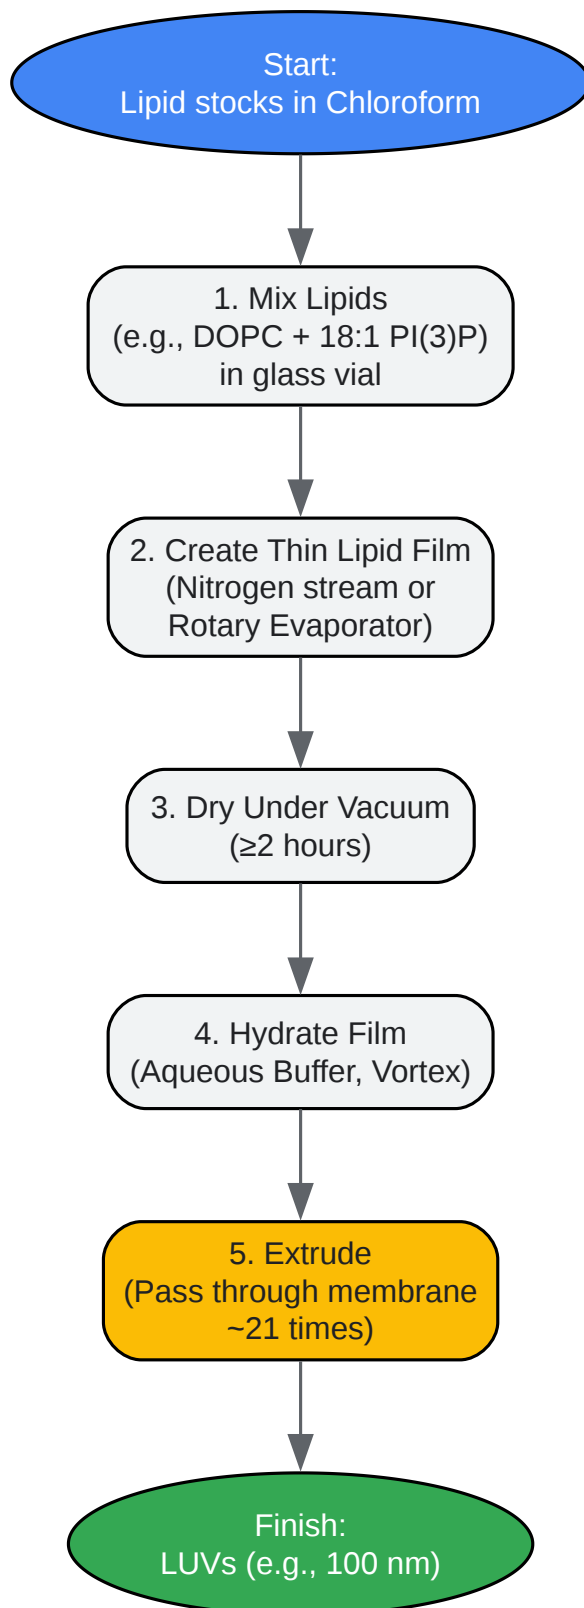 Start:
Lipid stocks in Chloroform
1. Mix Lipids
(e.g., DOPC + 18:1 PI(3)P)
in glass vial
2. Create Thin Lipid Film
(Nitrogen stream or
Rotary Evaporator)
3. Dry Under Vacuum
(≥2 hours)
4. Hydrate Film
(Aqueous Buffer, Vortex)
5. Extrude
(Pass through membrane
~21 times)
Finish:
LUVs (e.g., 100 nm)